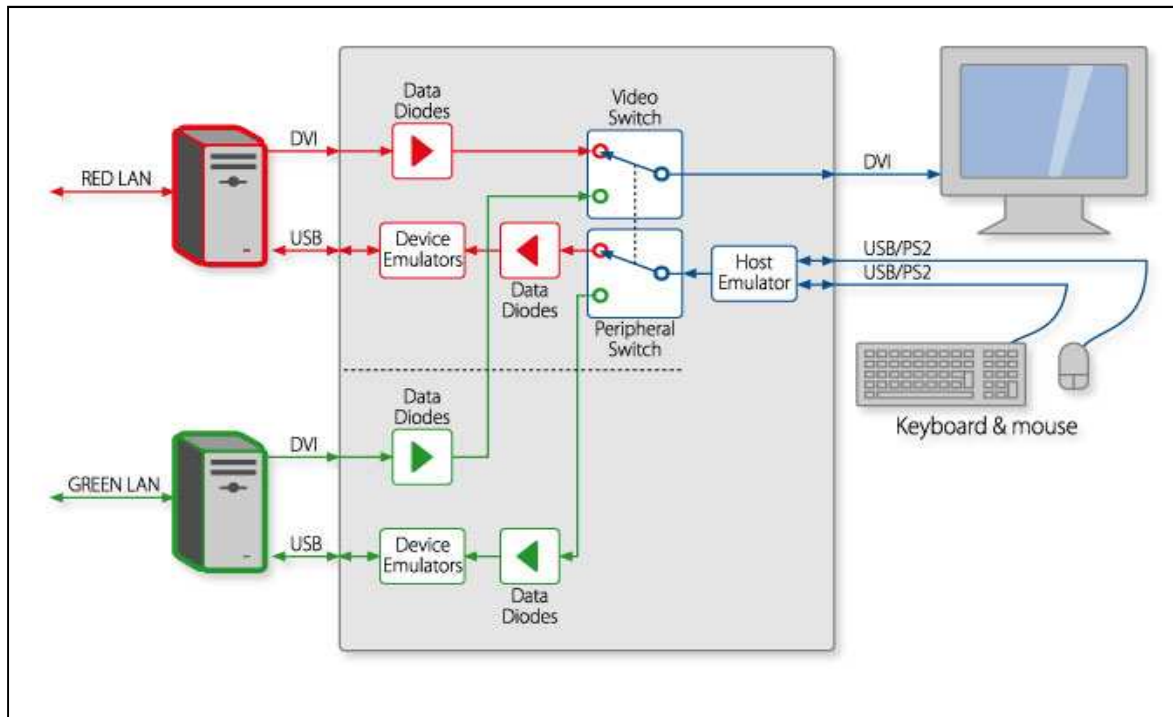 Data
Diodes
Video
Switch
DVI
DVI
RED LAN
USB
Device
Emulators
Data
Diodes
Host
Emulator
USB/PS2
USB/PS2
Peripheral
Switch
Keyboard & mouse
Data
Diodes
DVI
GREEN LAN
USB
Device
Emulators
Data
Diodes